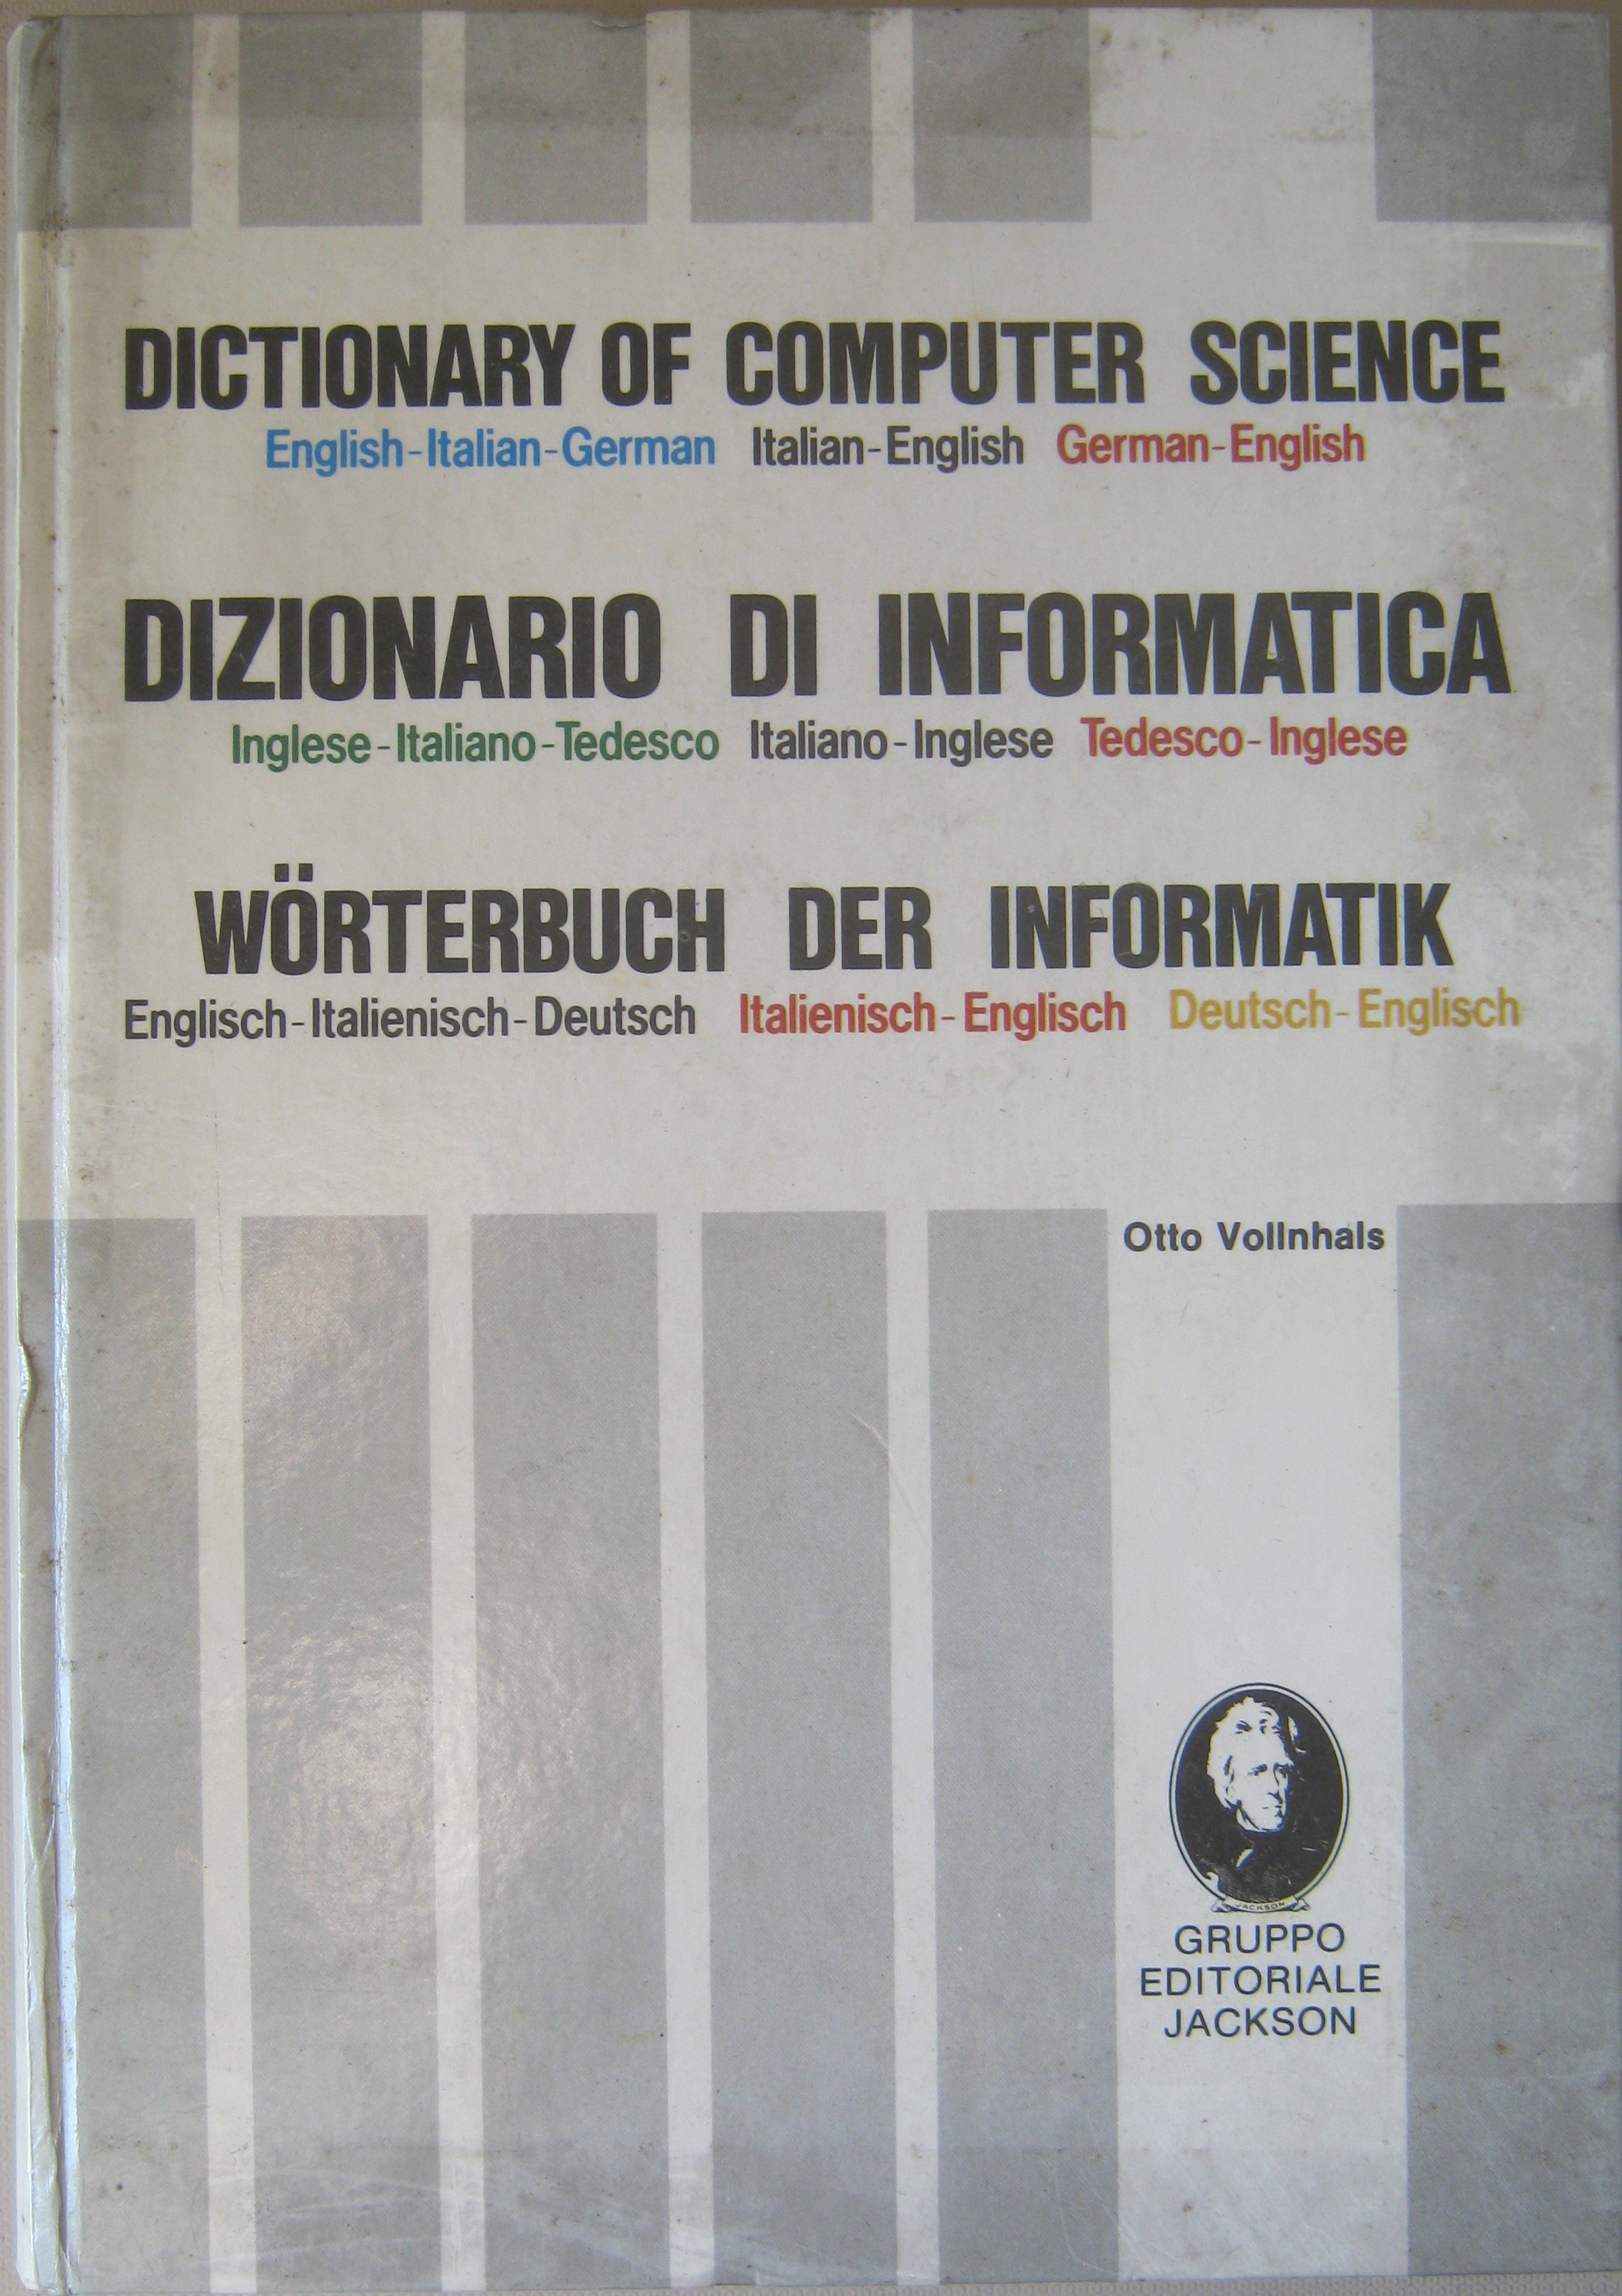 DICTIONARY OF COMPUTER SCIENCE
English-Italian-German Italian-English German-English
DIZIONARIO DI INFORMATICA
Inglese-Italiano-Tedesco Italiano-Inglese Tedesco-Inglese
WÖRTERBUCH DER INFORMATIK
Englisch-Italienisch-Deutsch Italienisch-Englisch Deutsch-Englisch
Otto Vollnhals
JACKSON
GRUPPO
EDITORIALE
JACKSON